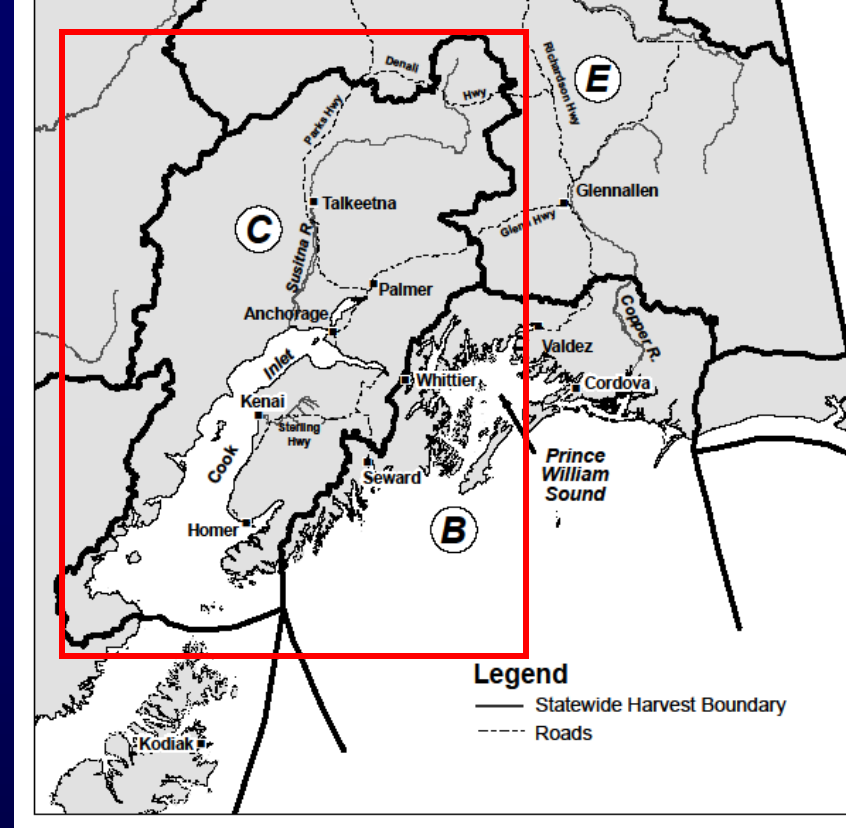 Denali
Hwy
Richardson Hwy
E
Parks Hwy
Glennallen
Talkeetna
Glenn Hwy
C
Susitna R.
Palmer
Anchorage
Copper R.
Valdez
Inlet
Whittier
Cordova
Kenai
Sterling
Hwy
Cook
Prince
William
Sound
Seward
Homer
B
Legend
Statewide Harvest Boundary
Roads
Kodiak